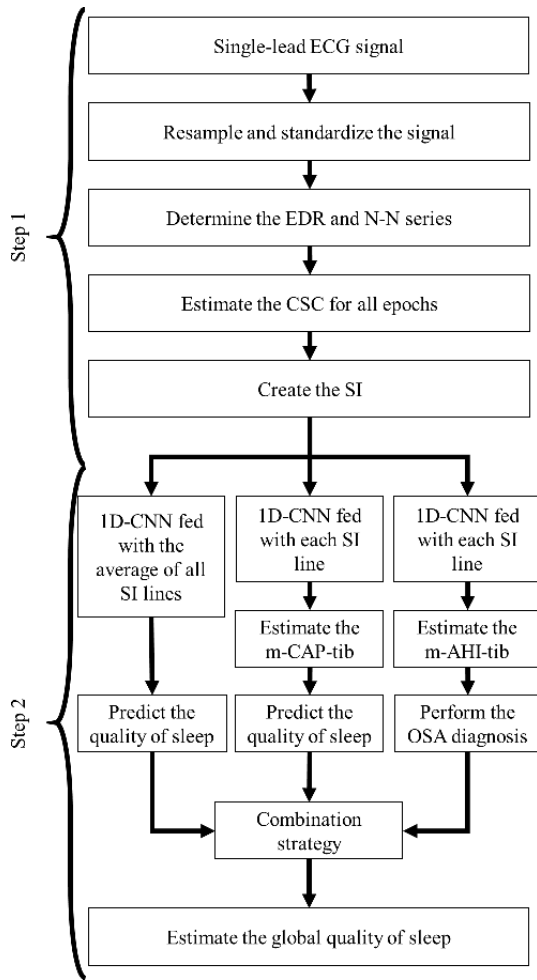 Step 1
Single-lead ECG signal
Resample and standardize the signal
Determine the EDR and N-N series
Estimate the CSC for all epochs
Create the SI
Step 2
1D-CNN fed
with the
average of all
SI lines
1D-CNN fed
with each SI
line
1D-CNN fed
with each SI
line
Estimate the
m-CAP-tib
Estimate the
m-AHI-tib
Predict the
quality of sleep
Predict the
quality of sleep
Perform the
OSA diagnosis
Combination
strategy
Estimate the global quality of sleep